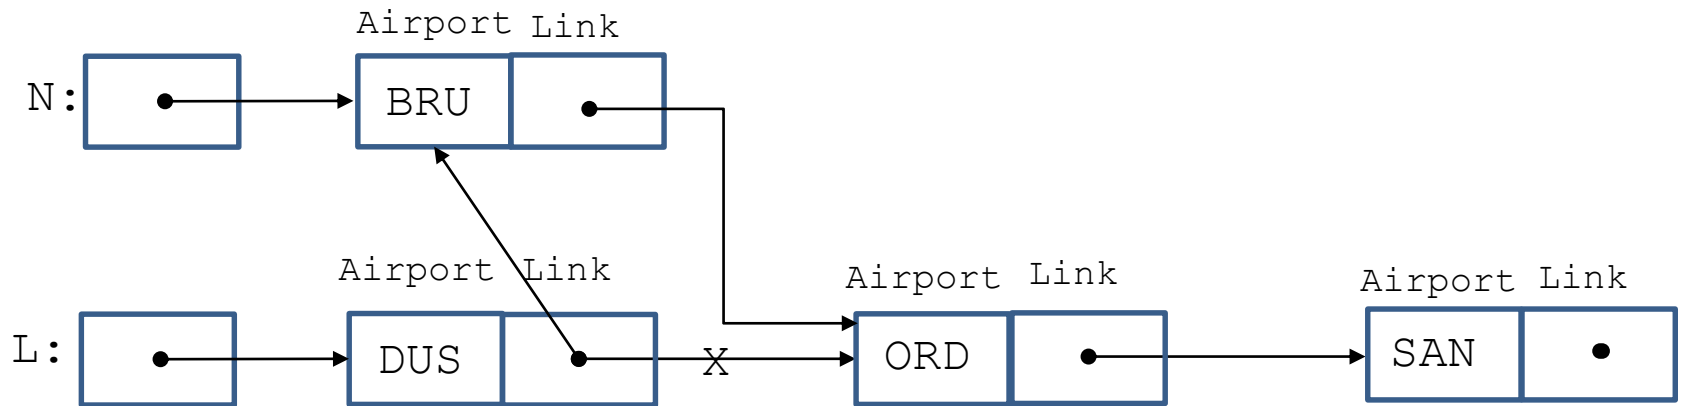 Airport Link
N: BRU
Airport Link Airport Link Airport Link
L: DUS X ORD SAN